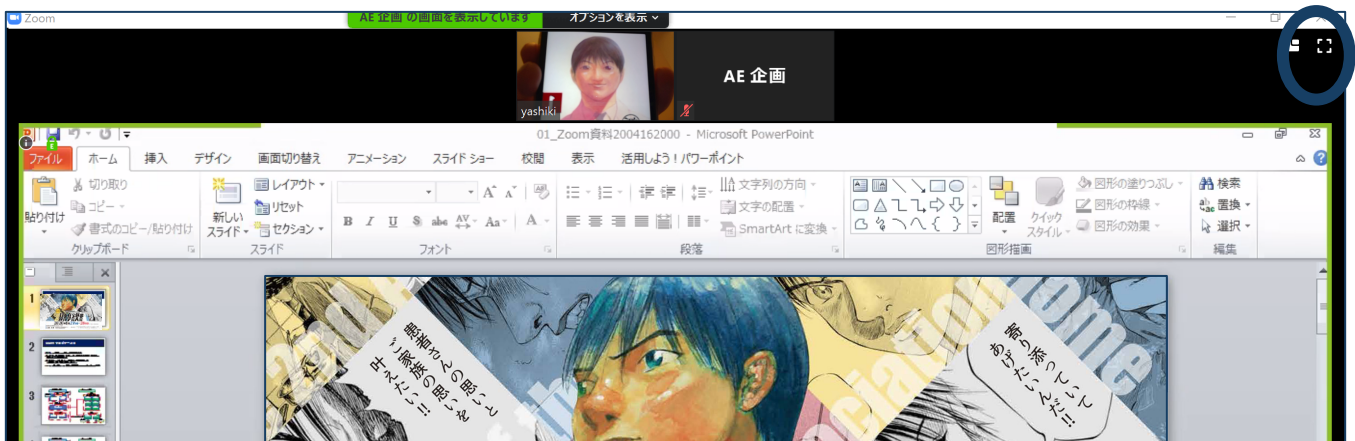 Zoom
AE 企画 の画面を表示しています
オプションを表示
yashiki
AE 企画
01_Zoom資料2004162000 - Microsoft PowerPoint
ファイル ホーム 挿入 デザイン 画面切り替え アニメーション スライド ショー 校閲 表示 活用しよう！パワーポイント
貼り付け
切り取り
コピー
書式のコピー/貼り付け
クリップボード
新しい
スライド
レイアウト
リセット
セクション
スライド
B I U S abc AV Aa A
フォント
文字列の方向
文字の配置
SmartArt に変換
段落
配置
クイック
スタイル
図形の塗りつぶし
図形の枠線
図形の効果
図形描画
検索
置換
選択
編集
1
2
3
患者さんの思いと
ご家族の思いを
叶えたい!!
寄り添っていて
あげたいんだ!!